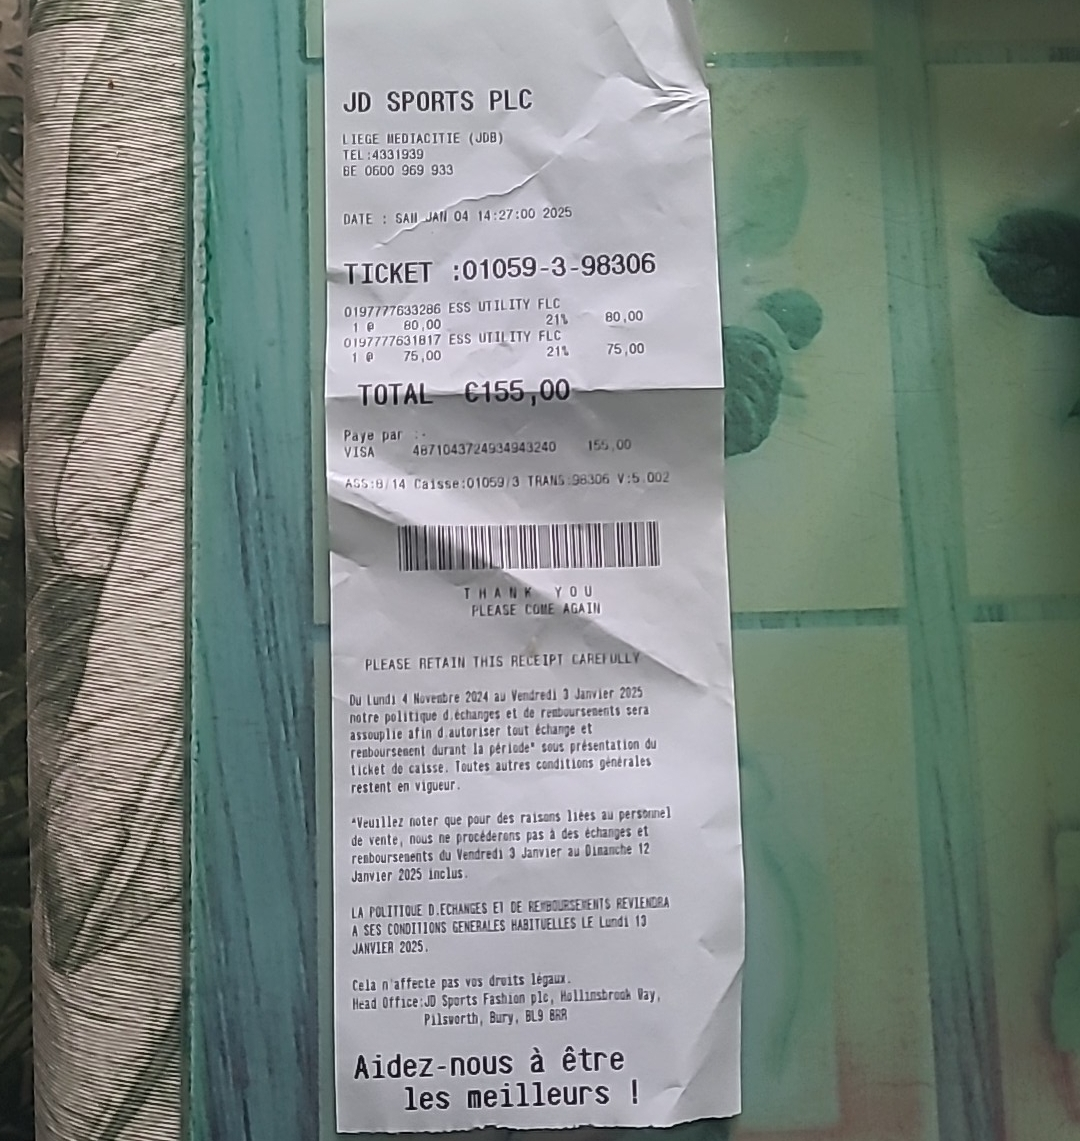 JD SPORTS PLC
LIEGE MEDIACITIE (JDB)
TEL:4331939
BE 0600 969 933
DATE : SAM JAN 04 14:27:00 2025
TICKET :01059-3-98306
0197777633286 ESS UTILITY FLC
1 @ 80,00 21% 80,00
0197777631817 ESS UTILITY FLC
1 @ 75,00 21% 75,00
TOTAL €155,00
Paye par :-
VISA 4871043724934943240 155,00
ASS:8/14 Caisse:01059/3 TRANS:98306 V:5.002
THANK YOU
PLEASE COME AGAIN
PLEASE RETAIN THIS RECEIPT CAREFULLY
Du Lundi 4 Novembre 2024 au Vendredi 3 Janvier 2025
notre politique d.échanges et de remboursements sera
assouplie afin d.autoriser tout échange et
remboursement durant la période* sous présentation du
ticket de caisse. Toutes autres conditions générales
restent en vigueur.
*Veuillez noter que pour des raisons liées au personnel
de vente, nous ne procéderons pas à des échanges et
remboursements du Vendredi 3 Janvier au Dimanche 12
Janvier 2025 inclus.
LA POLITIQUE D.ECHANGES ET DE REMBOURSEMENTS REVIENDRA
A SES CONDITIONS GENERALES HABITUELLES LE Lundi 13
JANVIER 2025.
Cela n'affecte pas vos droits légaux.
Head Office:JD Sports Fashion plc, Hollinsbrook Way,
Pilsworth, Bury, BL9 8RR
Aidez-nous à être
les meilleurs !